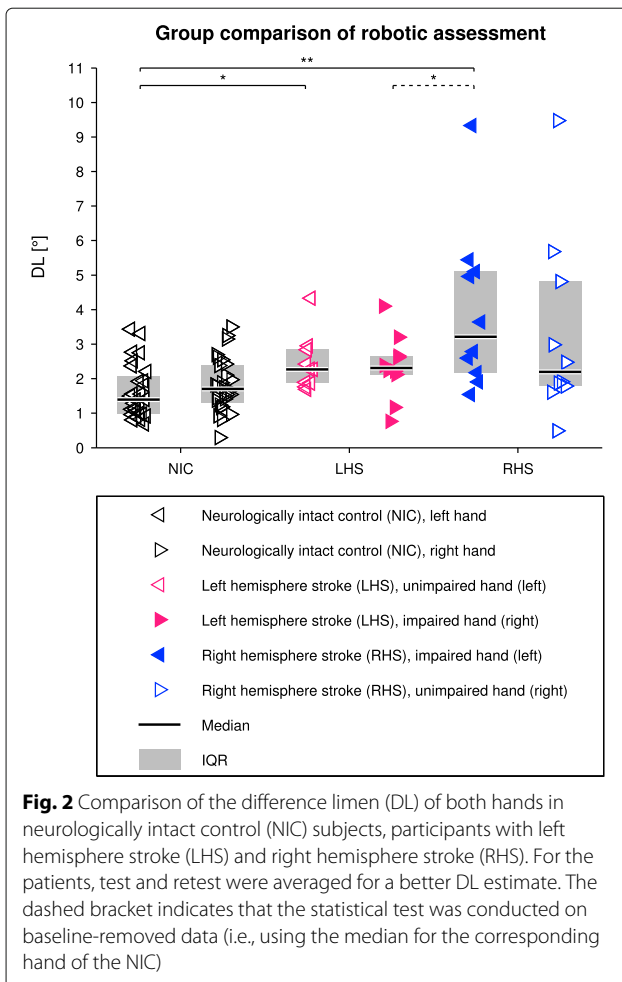 Group comparison of robotic assessment
**
*
*
11
10
9
8
7
6
5
4
3
2
1
0
DL [°]
NIC LHS RHS
Neurologically intact control (NIC), left hand
Neurologically intact control (NIC), right hand
Left hemisphere stroke (LHS), unimpaired hand (left)
Left hemisphere stroke (LHS), impaired hand (right)
Right hemisphere stroke (RHS), impaired hand (left)
Right hemisphere stroke (RHS), unimpaired hand (right)
Median
IQR
Fig. 2 Comparison of the difference limen (DL) of both hands in
neurologically intact control (NIC) subjects, participants with left
hemisphere stroke (LHS) and right hemisphere stroke (RHS). For the
patients, test and retest were averaged for a better DL estimate. The
dashed bracket indicates that the statistical test was conducted on
baseline-removed data (i.e., using the median for the corresponding
hand of the NIC)